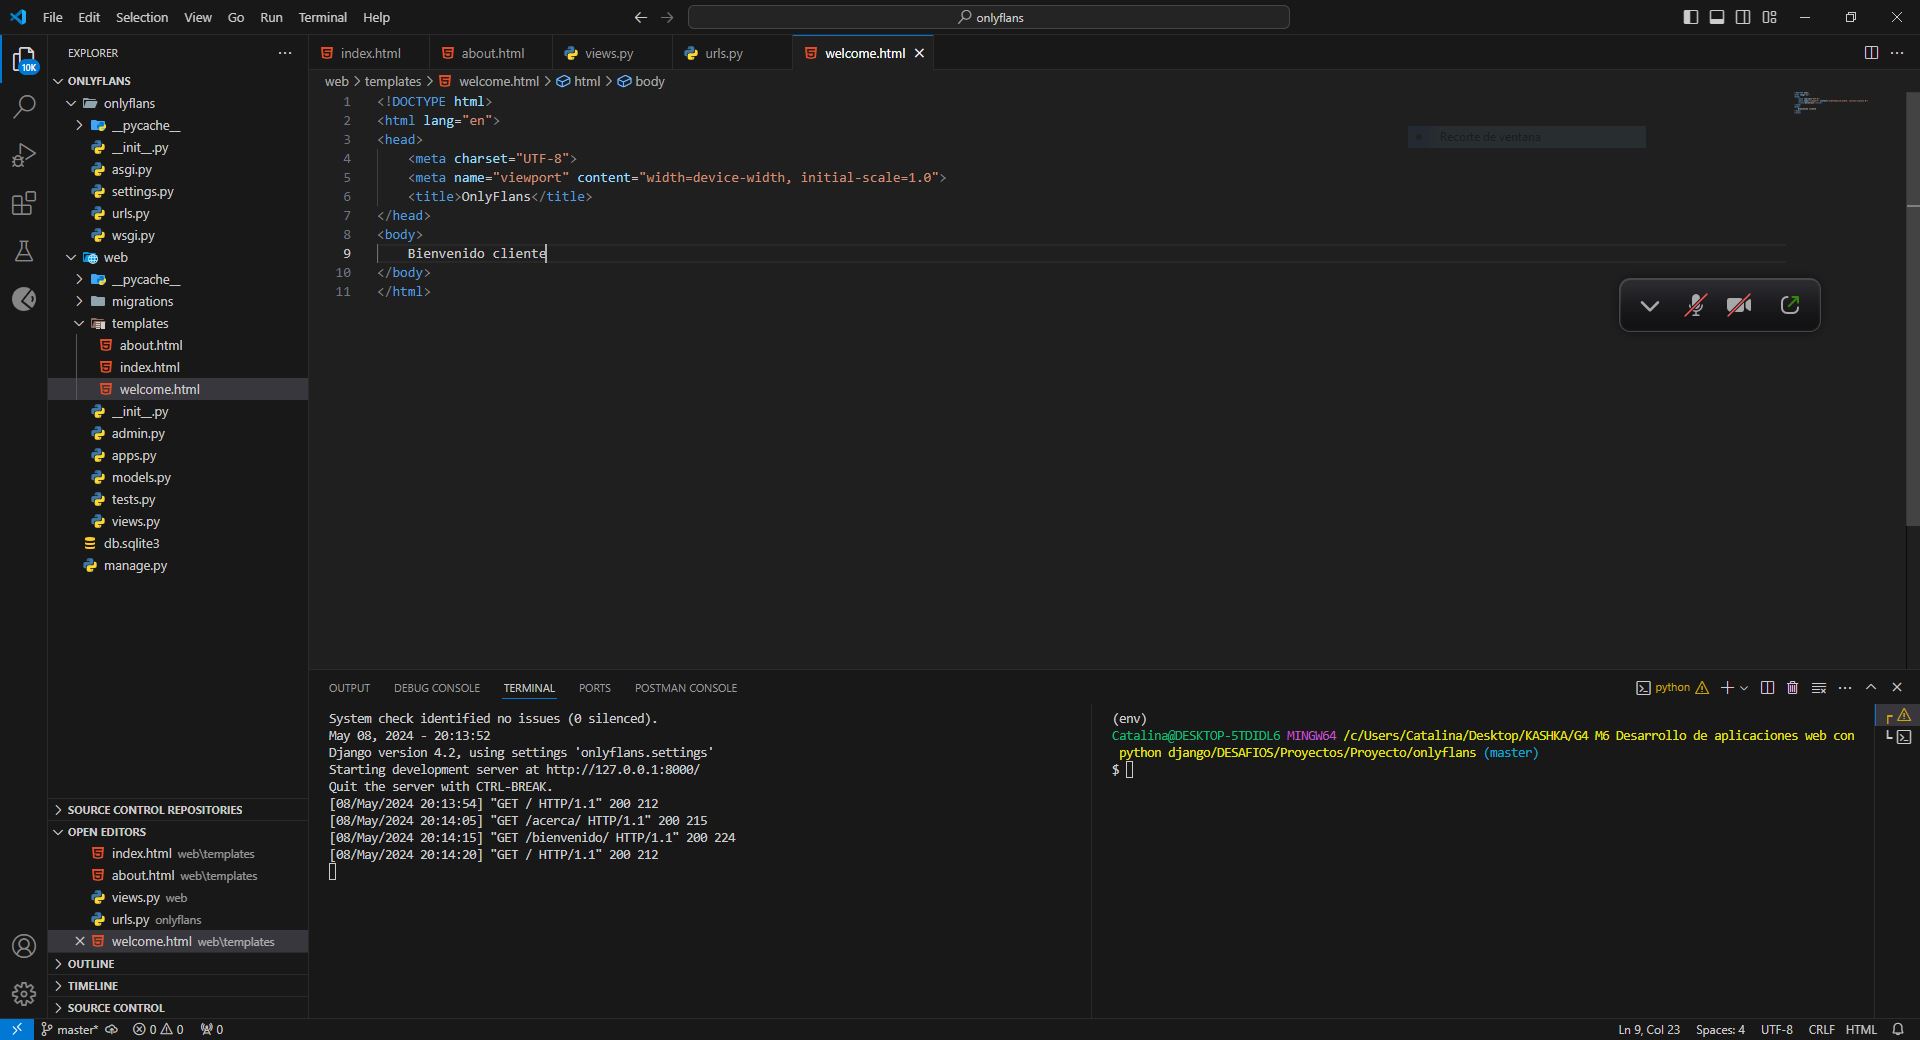 File Edit Selection View Go Run Terminal Help
onlyflans
EXPLORER
10K
ONLYFLANS
onlyflans
__pycache__
__init__.py
asgi.py
settings.py
urls.py
wsgi.py
web
__pycache__
migrations
templates
about.html
index.html
welcome.html
__init__.py
admin.py
apps.py
models.py
tests.py
views.py
db.sqlite3
manage.py
SOURCE CONTROL REPOSITORIES
OPEN EDITORS
index.html web\templates
about.html web\templates
views.py web
urls.py onlyflans
welcome.html web\templates
OUTLINE
TIMELINE
SOURCE CONTROL
index.html about.html views.py urls.py welcome.html
web > templates > welcome.html > html > body
1 <!DOCTYPE html>
2 <html lang="en">
3 <head>
4 <meta charset="UTF-8">
5 <meta name="viewport" content="width=device-width, initial-scale=1.0">
6 <title>OnlyFlans</title>
7 </head>
8 <body>
9 Bienvenido cliente
10 </body>
11 </html>
Recorte de ventana
OUTPUT DEBUG CONSOLE TERMINAL PORTS POSTMAN CONSOLE
python
System check identified no issues (0 silenced).
May 08, 2024 - 20:13:52
Django version 4.2, using settings 'onlyflans.settings'
Starting development server at http://127.0.0.1:8000/
Quit the server with CTRL-BREAK.
[08/May/2024 20:13:54] "GET / HTTP/1.1" 200 212
[08/May/2024 20:14:05] "GET /acerca/ HTTP/1.1" 200 215
[08/May/2024 20:14:15] "GET /bienvenido/ HTTP/1.1" 200 224
[08/May/2024 20:14:20] "GET / HTTP/1.1" 200 212
(env)
Catalina@DESKTOP-5TDIDL6 MINGW64 /c/Users/Catalina/Desktop/KASHKA/G4 M6 Desarrollo de aplicaciones web con
python django/DESAFIOS/Proyectos/Proyecto/onlyflans (master)
$
master* 0 0 0
Ln 9, Col 23 Spaces: 4 UTF-8 CRLF HTML